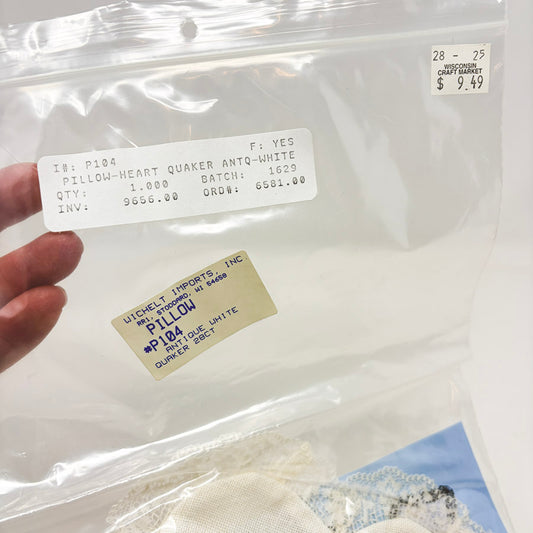 28 - 25
WISCONSIN
CRAFT MARKET
$ 9.49
I#: P104 F: YES
PILLOW-HEART QUAKER ANTQ-WHITE
QTY: 1.000 BATCH: 1629
INV: 9656.00 ORD#: 6581.00
WICHELT IMPORTS, INC
RR1, STODDARD, WI 54658
PILLOW
#P104
ANTIQUE WHITE
QUAKER 28CT